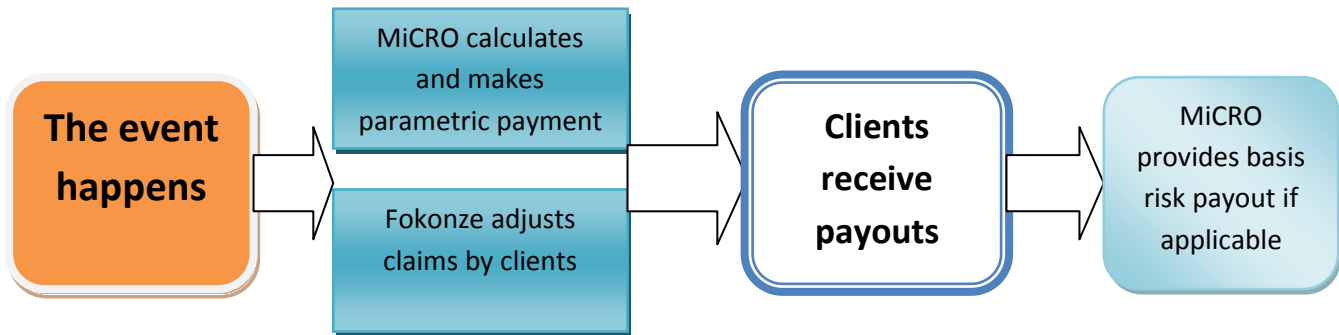 The event
happens
MiCRO calculates
and makes
parametric payment
Fokonze adjusts
claims by clients
Clients
receive
payouts
MiCRO
provides basis
risk payout if
applicable